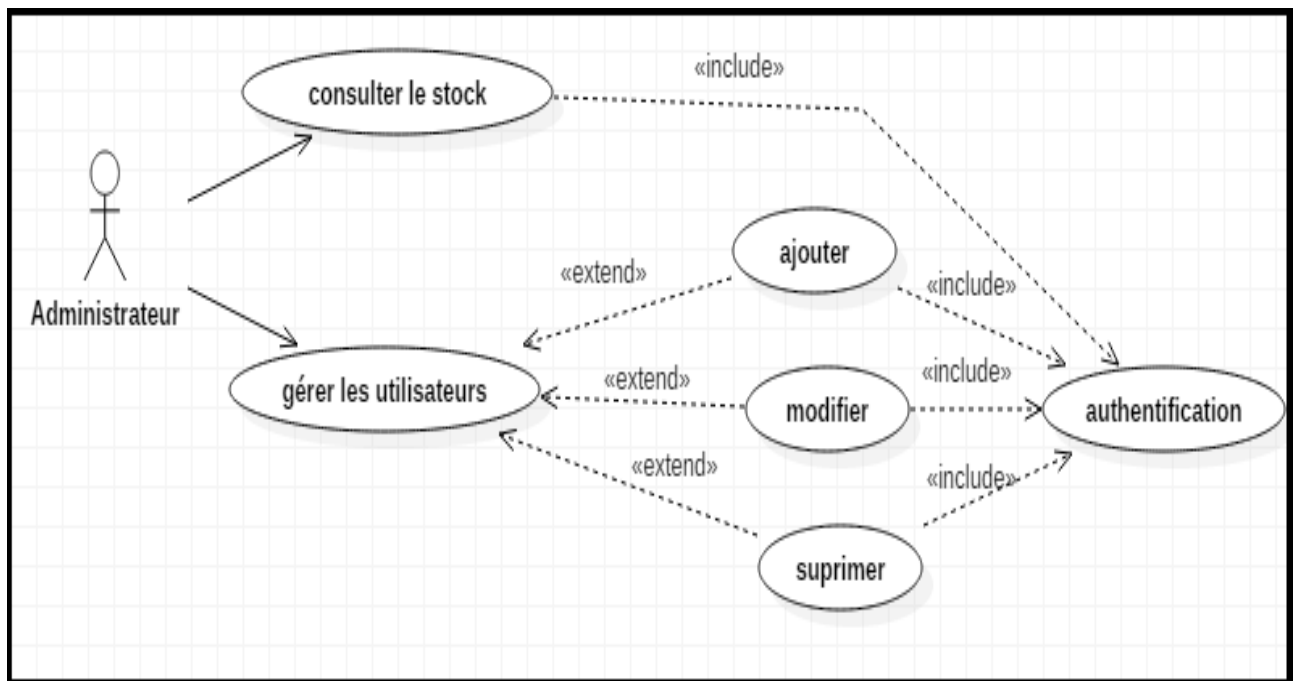 «include»
consulter le stock
ajouter
«extend»
«include»
Administrateur
«include»
«extend»
gérer les utilisateurs
modifier
authentification
«extend»
«include»
suprimer